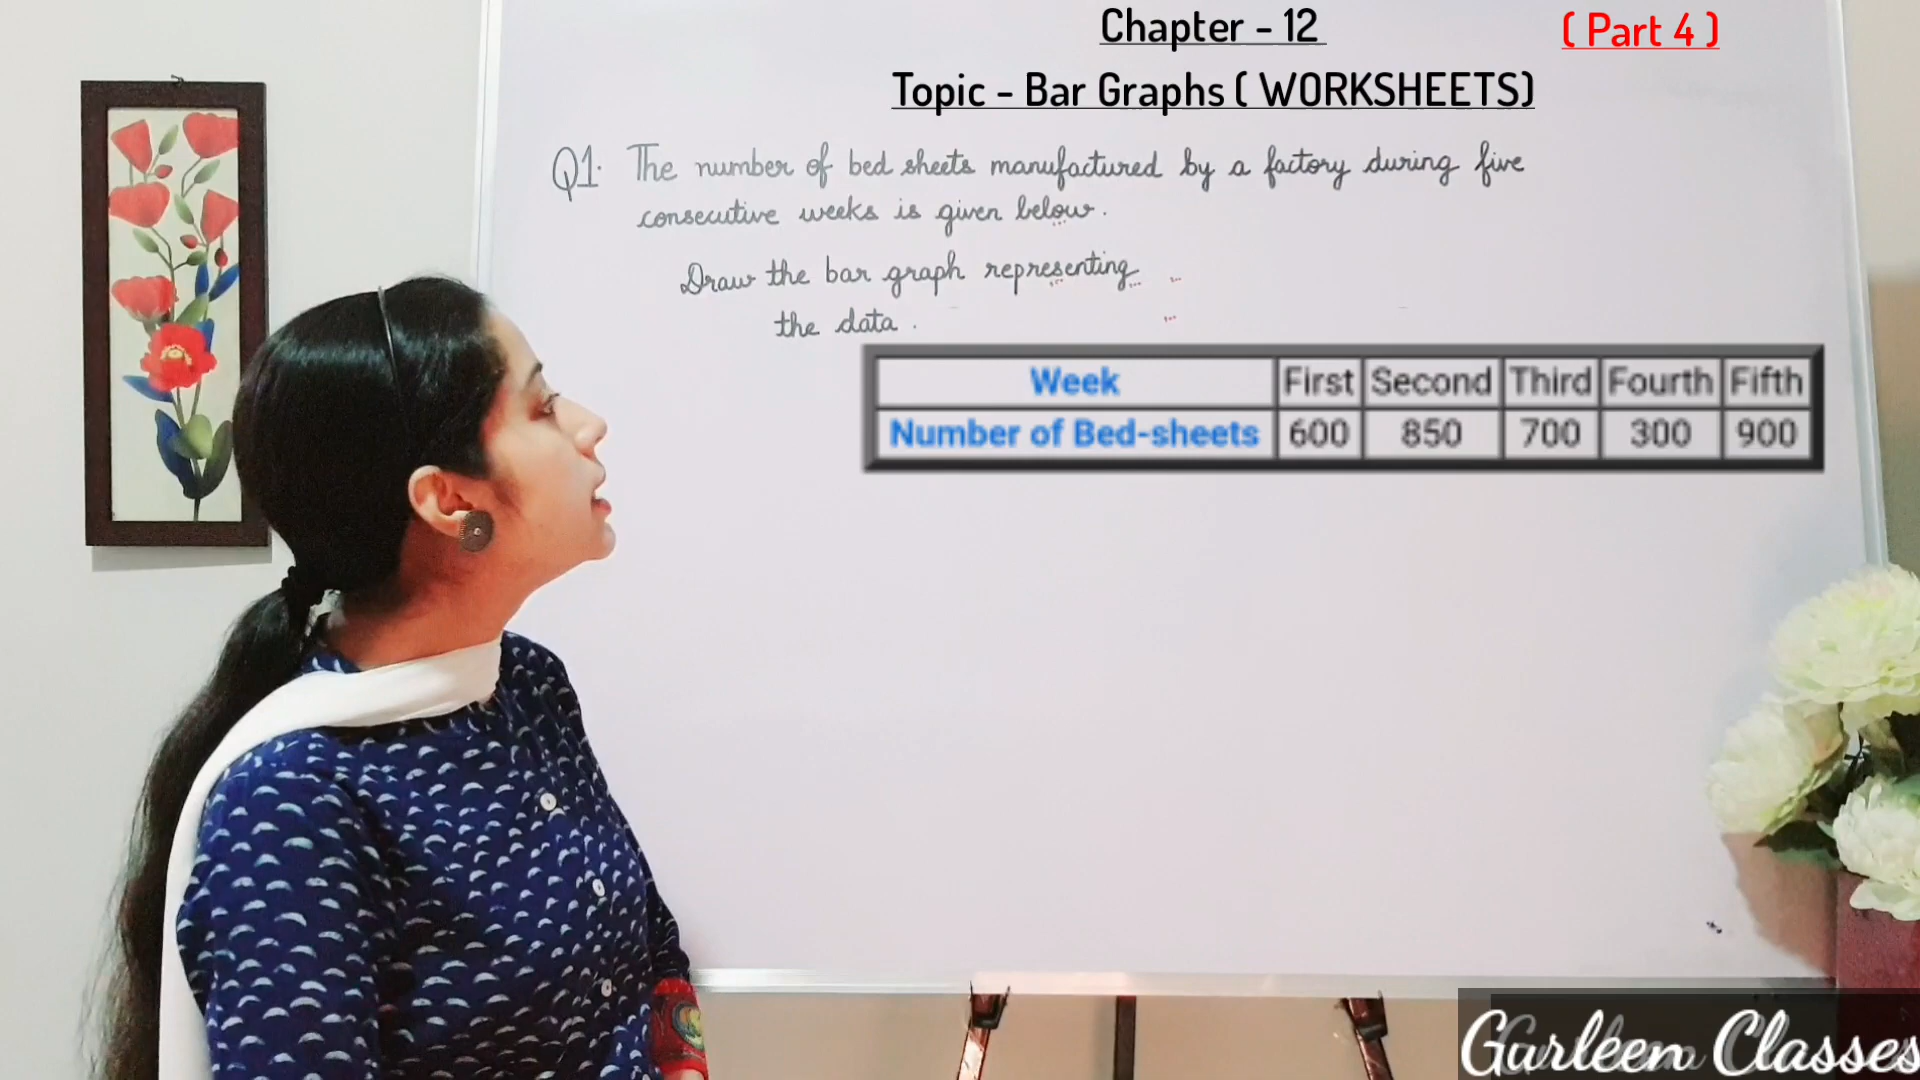 Chapter - 12
( Part 4 )
Topic - Bar Graphs ( WORKSHEETS)
Q1. The number of bed sheets manufactured by a factory during five
consecutive weeks is given below.
Draw the bar graph representing
the data.
Week First Second Third Fourth Fifth
Number of Bed-sheets 600 850 700 300 900
Gurleen Classes